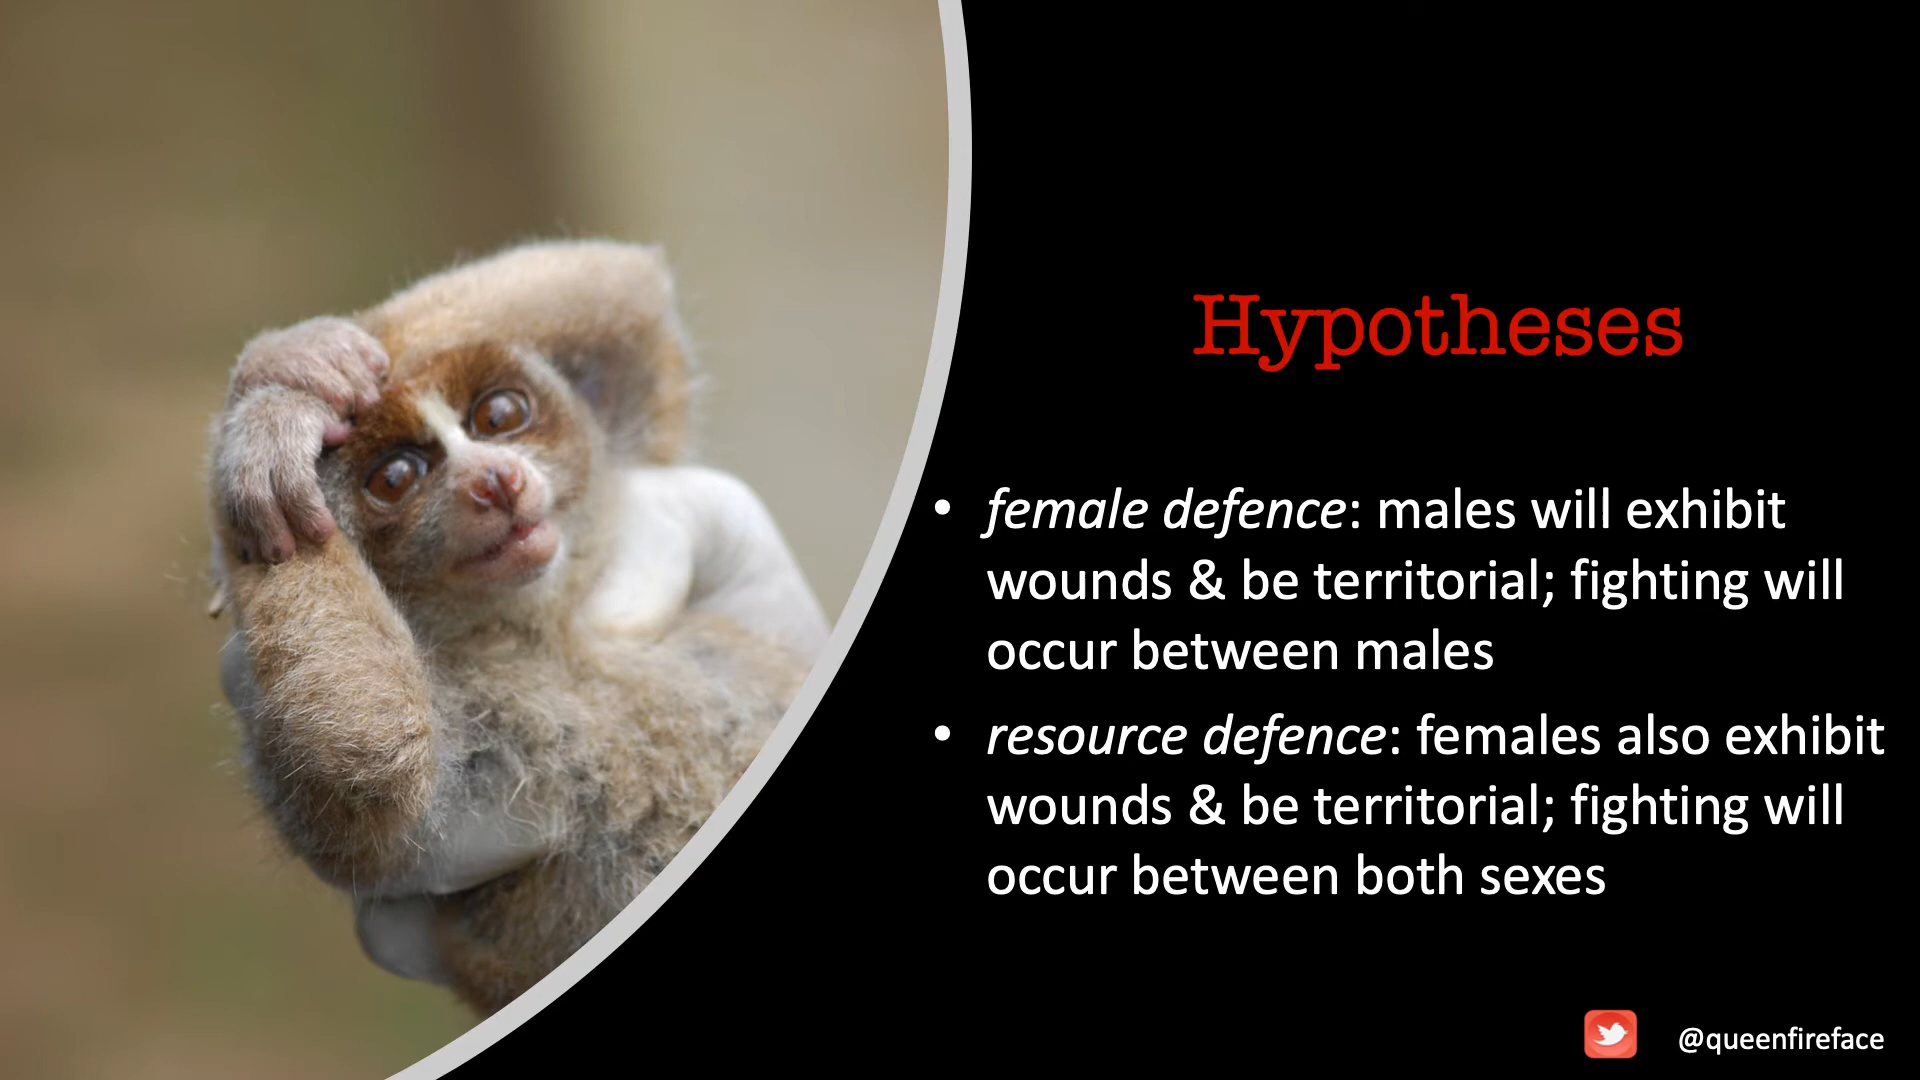 Hypotheses
• female defence: males will exhibit
wounds & be territorial; fighting will
occur between males
• resource defence: females also exhibit
wounds & be territorial; fighting will
occur between both sexes
@queenfireface